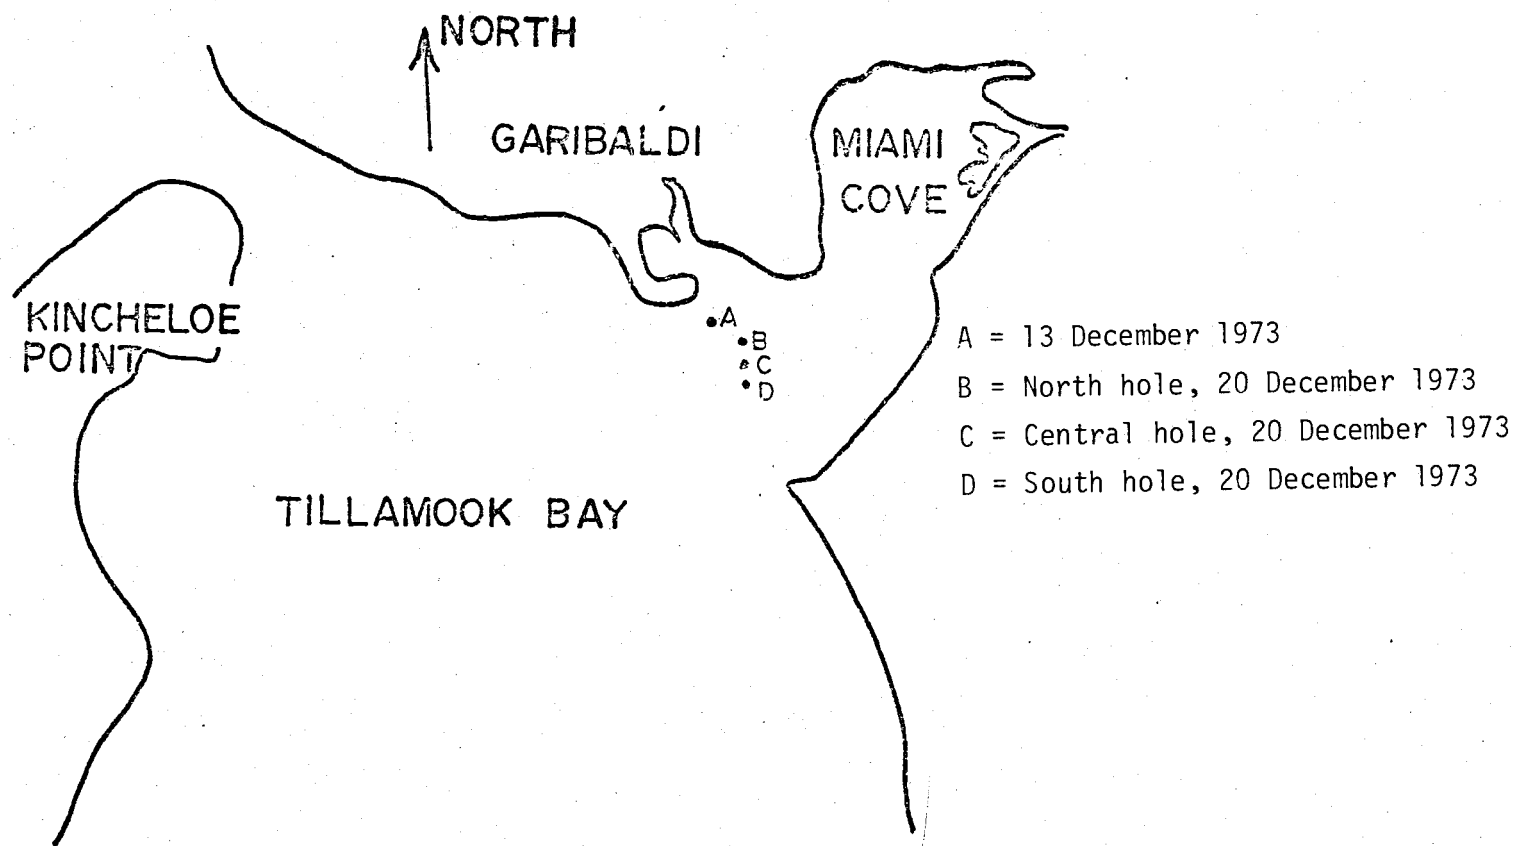 NORTH
GARIBALDI
MIAMI
COVE
KINCHELOE
POINT
A
B
C
D
A = 13 December 1973
B = North hole, 20 December 1973
C = Central hole, 20 December 1973
D = South hole, 20 December 1973
TILLAMOOK BAY